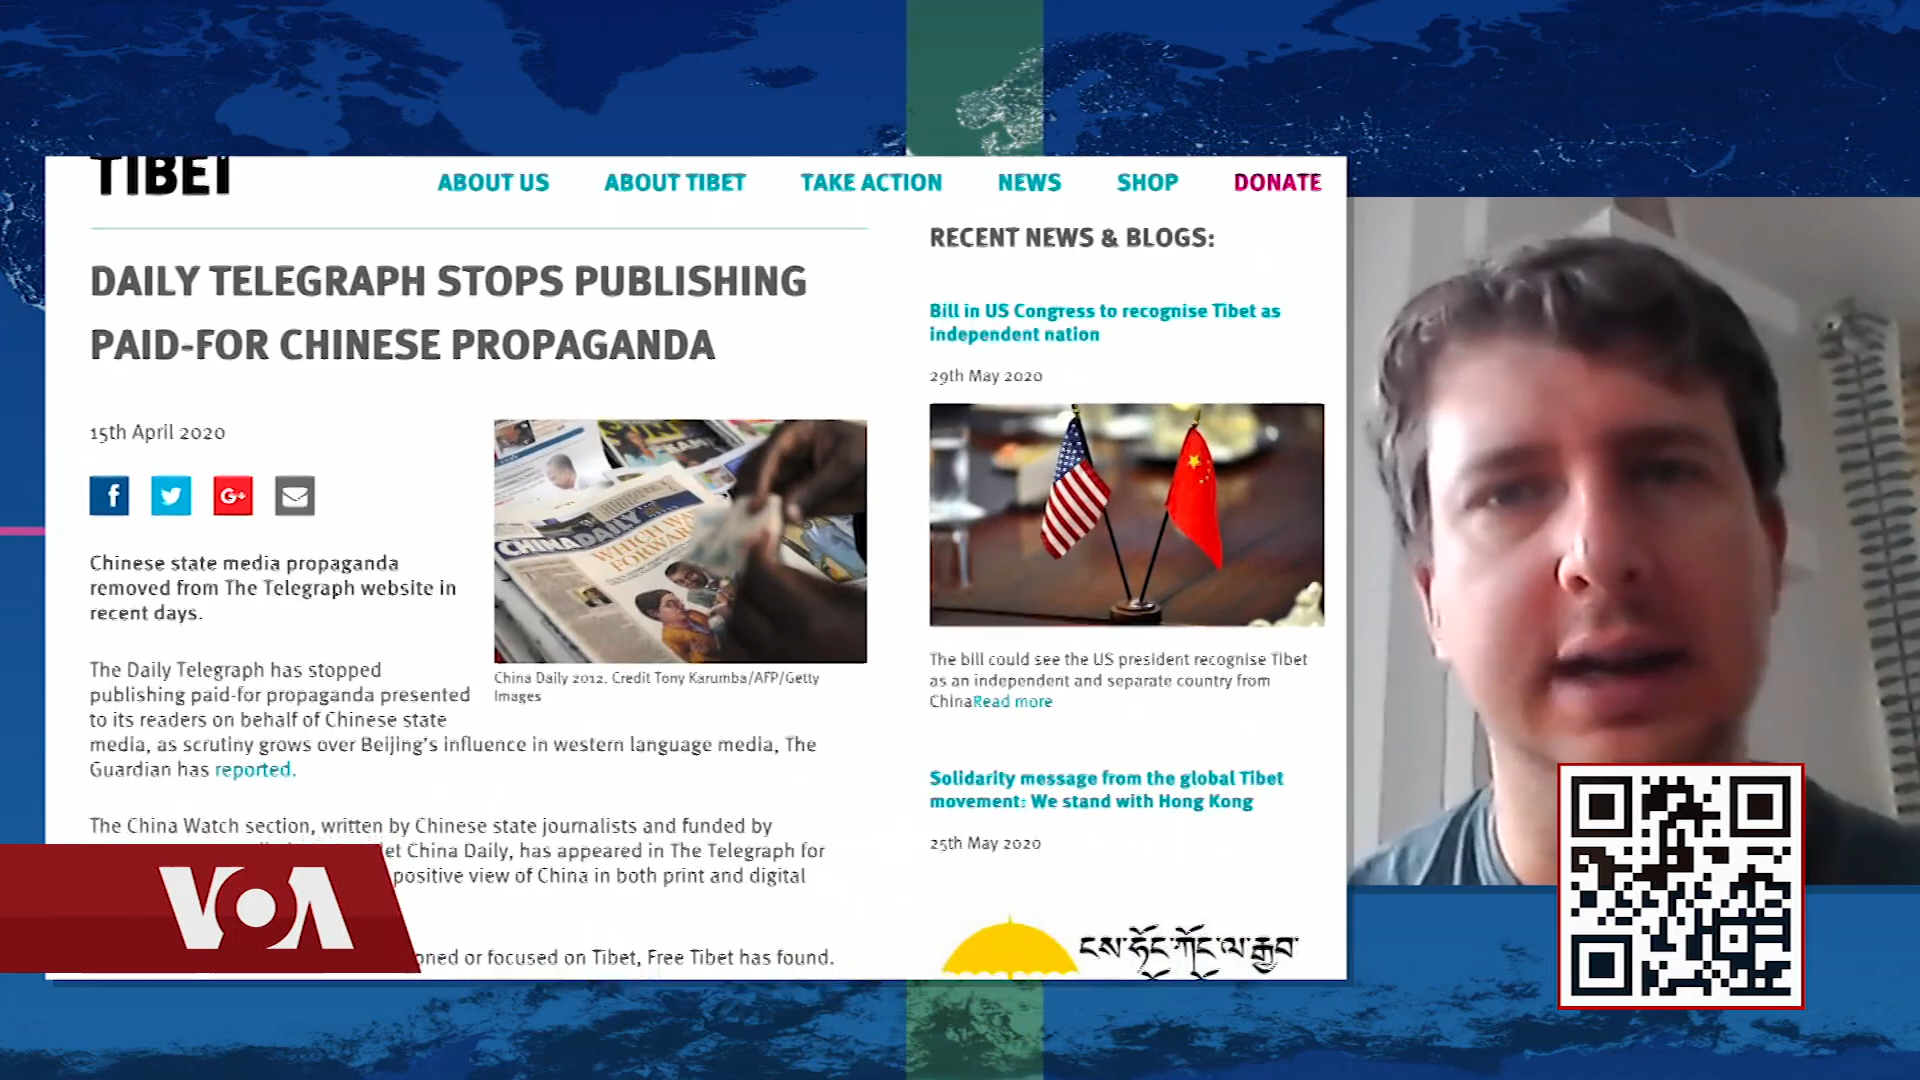 TIBET
ABOUT US
ABOUT TIBET
TAKE ACTION
NEWS
SHOP
DONATE
DAILY TELEGRAPH STOPS PUBLISHING
PAID-FOR CHINESE PROPAGANDA
15th April 2020
f
G+
Chinese state media propaganda
removed from The Telegraph website in
recent days.
CHINA DAILY
WHICH WAY
FORWARD
China Daily 2012. Credit Tony Karumba/AFP/Getty
Images
The Daily Telegraph has stopped
publishing paid-for propaganda presented
to its readers on behalf of Chinese state
media, as scrutiny grows over Beijing's influence in western language media, The
Guardian has reported.
The China Watch section, written by Chinese state journalists and funded by
China Daily, has appeared in The Telegraph for
positive view of China in both print and digital
or focused on Tibet, Free Tibet has found.
RECENT NEWS & BLOGS:
Bill in US Congress to recognise Tibet as
independent nation
29th May 2020
The bill could see the US president recognise Tibet
as an independent and separate country from
ChinaRead more
Solidarity message from the global Tibet
movement: We stand with Hong Kong
25th May 2020
ངས་ཧོང་ཀོང་ལ་རྒྱབ་
VOA